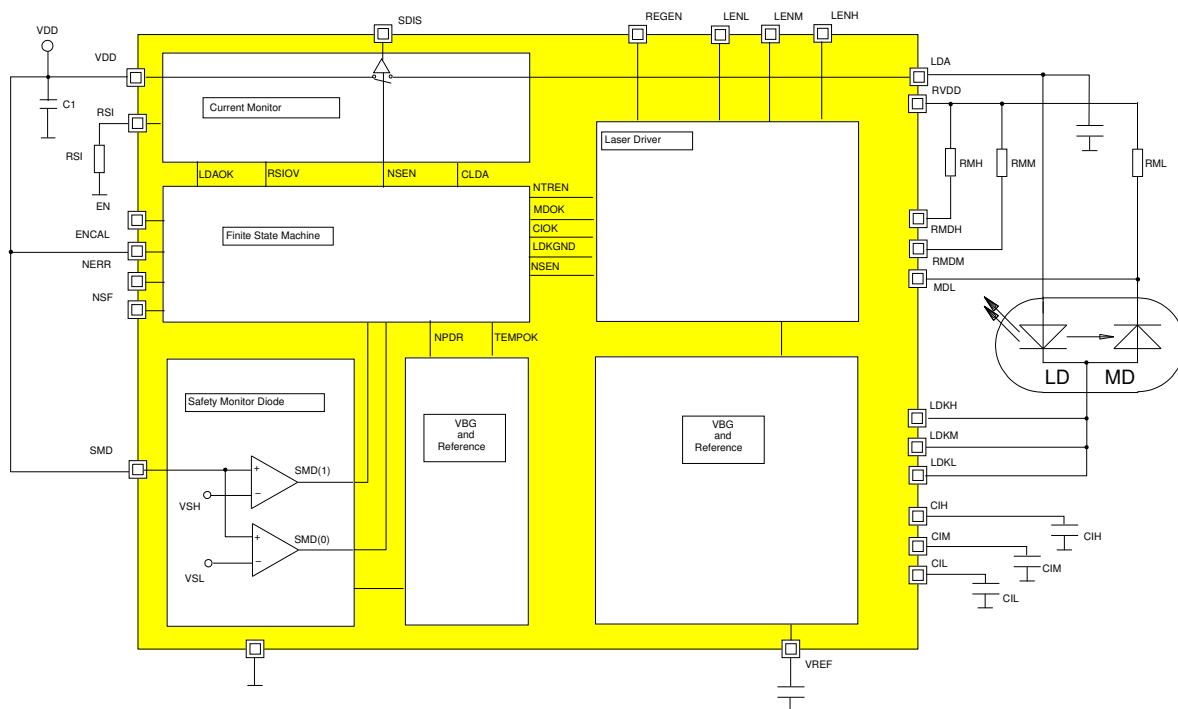 SDIS
REGEN
LENL
LENM
LENH
VDD
VDD
LDA
C1
Current Monitor
RVDD
RSI
Laser Driver
RSI
RMH
RMM
RML
LDAOK
RSIOV
NSEN
CLDA
EN
NTREN
MDOK
ENCAL
Finite State Machine
CIOK
RMDH
LDKGND
NERR
NSEN
RMDM
MDL
NSF
NPDR
TEMPOK
LD
MD
Safety Monitor Diode
LDKH
VBG
and
Reference
VBG
and
Reference
SMD
LDKM
+
SMD(1)
LDKL
−
VSH
CIH
CIH
+
SMD(0)
CIM
CIM
−
VSL
CIL
CIL
VREF